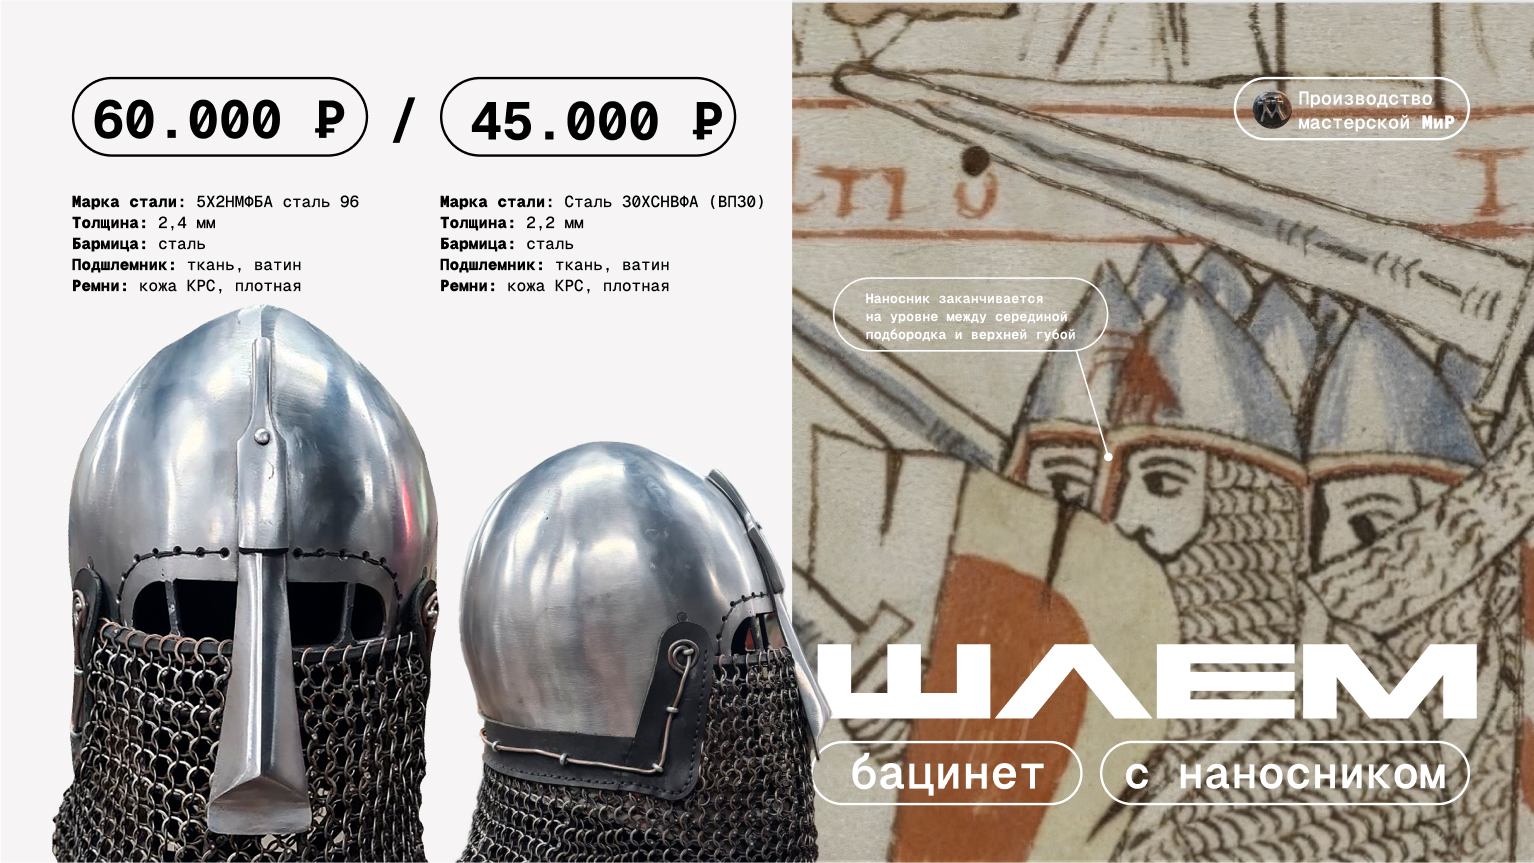 60.000 ₽ / 45.000 ₽
Марка стали: 5Х2НМФБА сталь 96
Толщина: 2,4 мм
Бармица: сталь
Подшлемник: ткань, ватин
Ремни: кожа КРС, плотная
Марка стали: Сталь 30ХСНВФА (ВП30)
Толщина: 2,2 мм
Бармица: сталь
Подшлемник: ткань, ватин
Ремни: кожа КРС, плотная
Производство
мастерской МиР
Наносник заканчивается
на уровне между серединой
подбородка и верхней губой
ШЛЕМ
бацинет
с наносником